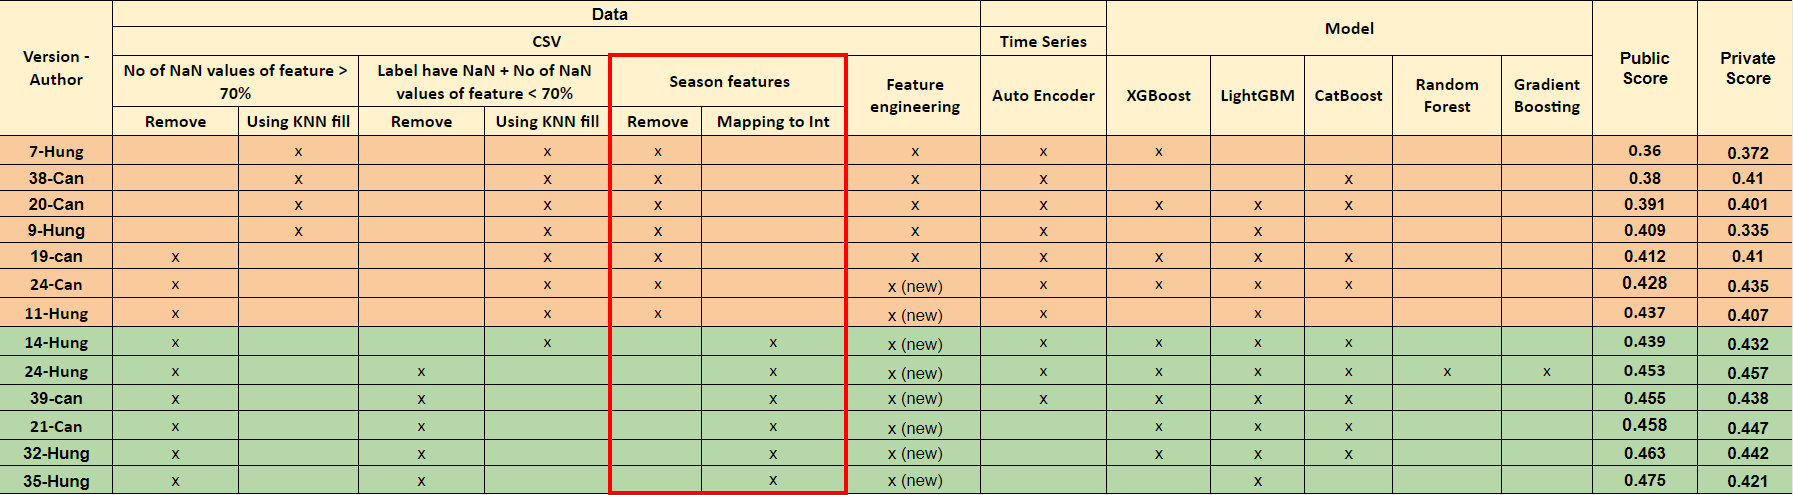 Version - Author
Data
CSV
No of NaN values of feature > 70%
Remove
Using KNN fill
Label have NaN + No of NaN values of feature < 70%
Remove
Using KNN fill
Season features
Remove
Mapping to Int
Feature engineering
Time Series
Auto Encoder
Model
XGBoost
LightGBM
CatBoost
Random Forest
Gradient Boosting
Public Score
Private Score
7-Hung x x x x x x 0.36 0.372
38-Can x x x x x x 0.38 0.41
20-Can x x x x x x x x 0.391 0.401
9-Hung x x x x x x 0.409 0.335
19-can x x x x x x x x 0.412 0.41
24-Can x x x x (new) x x x x 0.428 0.435
11-Hung x x x x (new) x x 0.437 0.407
14-Hung x x x x (new) x x x x 0.439 0.432
24-Hung x x x x (new) x x x x x x 0.453 0.457
39-can x x x x (new) x x x x 0.455 0.438
21-Can x x x x (new) x x x 0.458 0.447
32-Hung x x x x (new) x x x 0.463 0.442
35-Hung x x x x (new) x 0.475 0.421